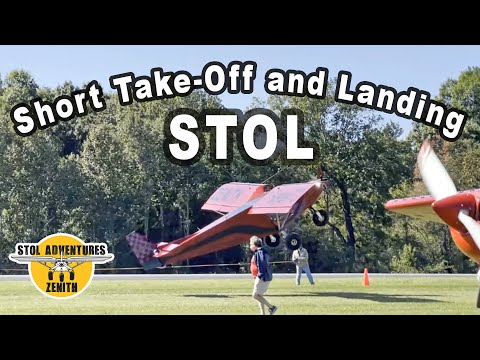 Short Take-Off and Landing
STOL
STOL ADVENTURES
ZENITH